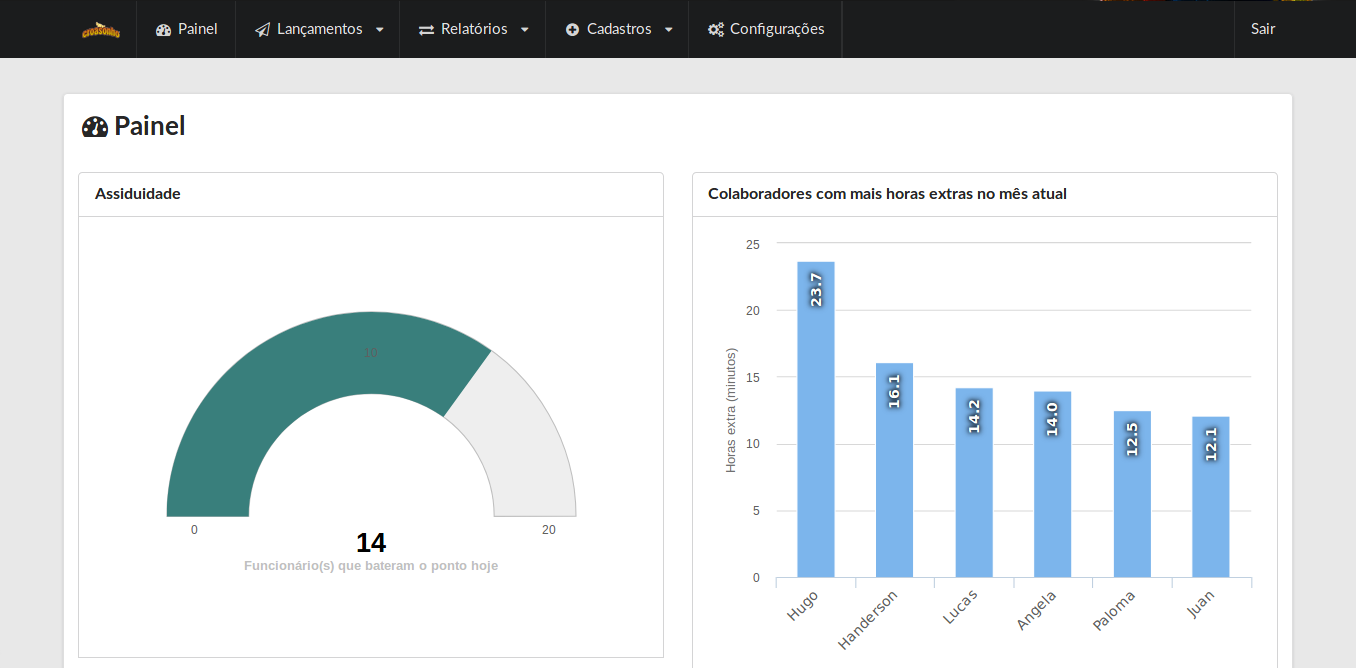 Creusonho
Painel
Lançamentos
Relatórios
Cadastros
Configurações
Sair
Painel
Assiduidade
10
0
20
14
Funcionário(s) que bateram o ponto hoje
Colaboradores com mais horas extras no mês atual
Horas extra (minutos)
25
20
15
10
5
0
23.7
16.1
14.2
14.0
12.5
12.1
Hugo
Handerson
Lucas
Angela
Paloma
Juan